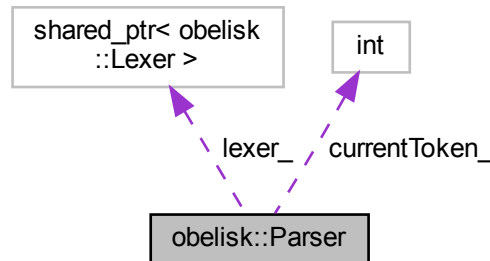 shared_ptr< obelisk
::Lexer >
int
lexer_
currentToken_
obelisk::Parser